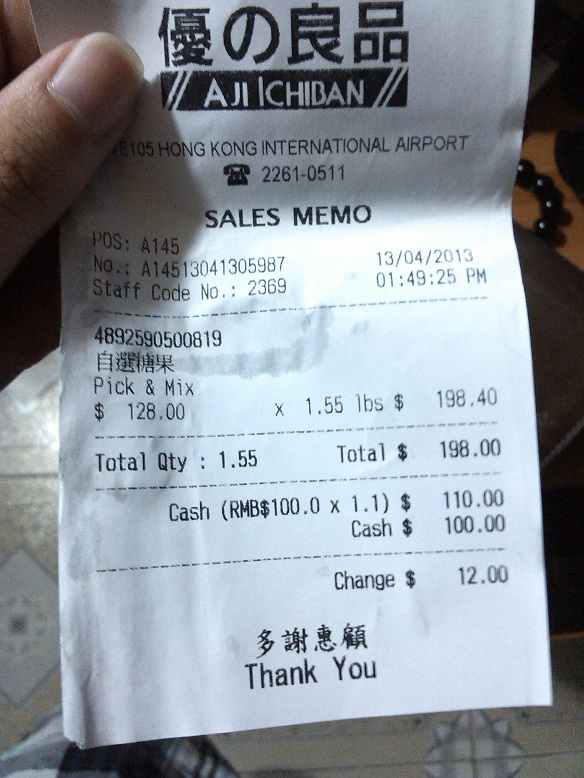 優の良品
AJI ICHIBAN
E105 HONG KONG INTERNATIONAL AIRPORT
☎ 2261-0511
SALES MEMO
POS: A145
No.: A14513041305987 13/04/2013
Staff Code No.: 2369 01:49:25 PM
4892590500819
自選糖果
Pick & Mix
$ 128.00 x 1.55 lbs $ 198.40
Total Qty : 1.55 Total $ 198.00
Cash (RMB$100.0 x 1.1) $ 110.00
Cash $ 100.00
Change $ 12.00
多謝惠顧
Thank You